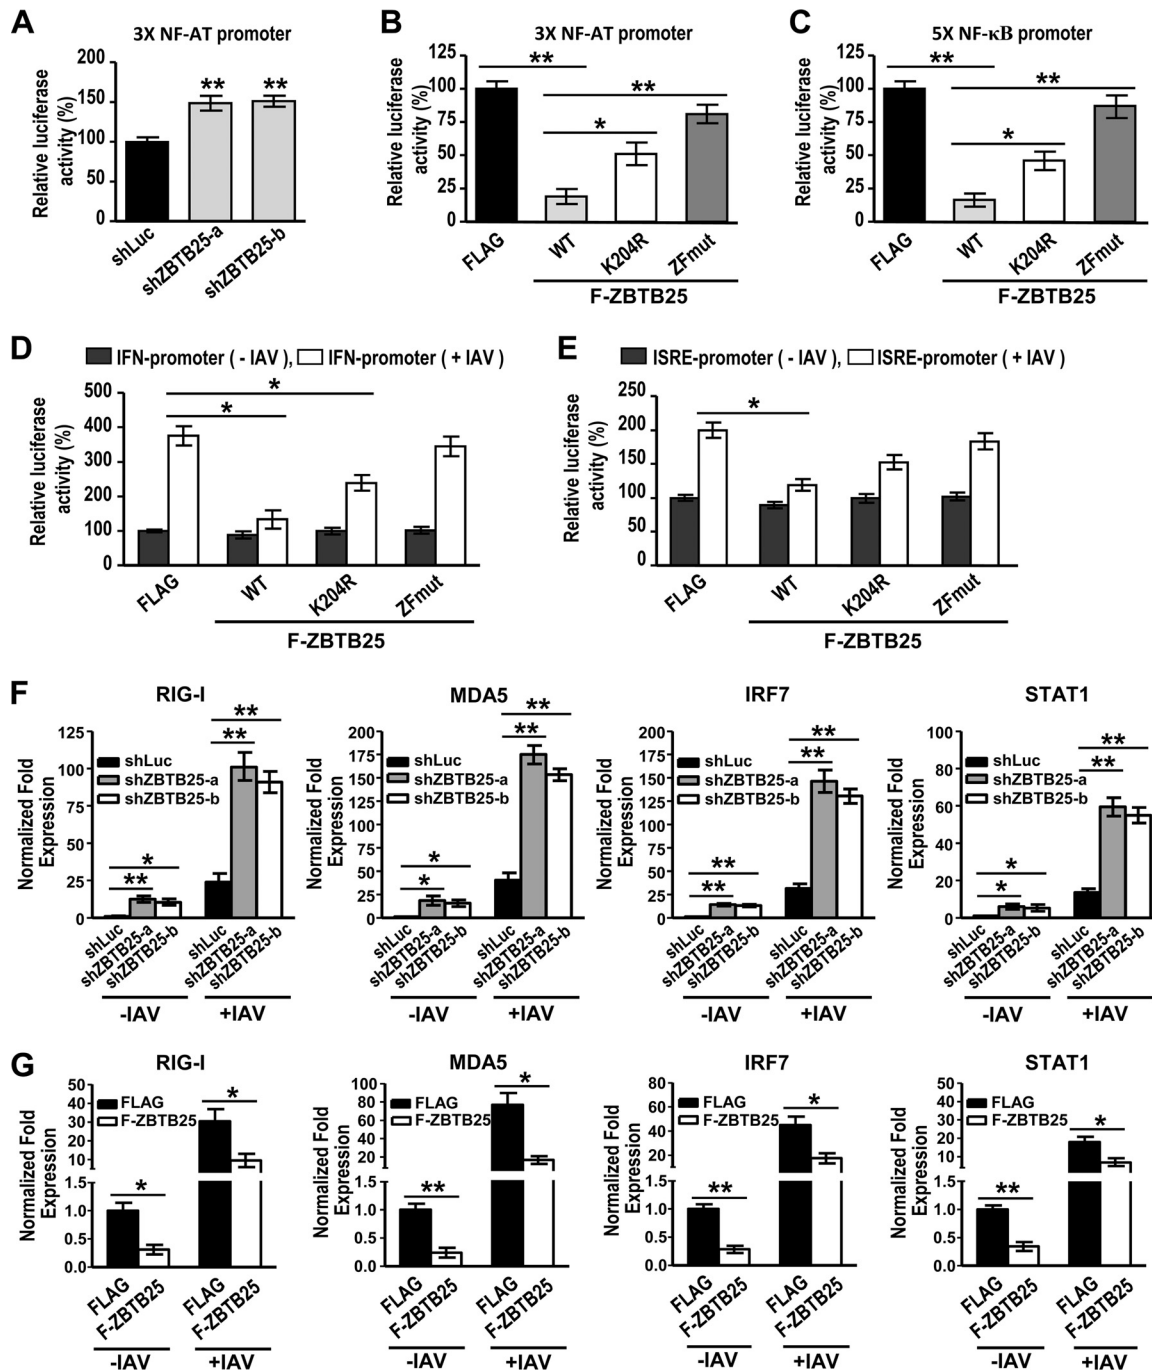 A
3X NF-AT promoter
Relative luciferase
activity (%)
200
150
100
50
0
**
**
shLuc
shZBTB25-a
shZBTB25-b
B
3X NF-AT promoter
Relative luciferase
activity (%)
125
100
75
50
25
0
**
**
*
FLAG
WT
K204R
ZFmut
F-ZBTB25
C
5X NF-κB promoter
Relative luciferase
activity (%)
125
100
75
50
25
0
**
**
*
FLAG
WT
K204R
ZFmut
F-ZBTB25
D
IFN-promoter ( - IAV), IFN-promoter ( + IAV)
Relative luciferase
activity (%)
500
400
300
200
100
0
*
*
FLAG
WT
K204R
ZFmut
F-ZBTB25
E
ISRE-promoter ( - IAV), ISRE-promoter ( + IAV)
Relative luciferase
activity (%)
250
200
150
100
50
0
*
FLAG
WT
K204R
ZFmut
F-ZBTB25
F
RIG-I
Normalized Fold
Expression
125
100
75
50
25
0
shLuc
shZBTB25-a
shZBTB25-b
*
**
**
**
shLuc
shZBTB25-a
shZBTB25-b
shLuc
shZBTB25-a
shZBTB25-b
-IAV
+IAV
MDA5
Normalized Fold
Expression
200
175
150
125
100
75
50
25
0
shLuc
shZBTB25-a
shZBTB25-b
*
*
**
**
shLuc
shZBTB25-a
shZBTB25-b
shLuc
shZBTB25-a
shZBTB25-b
-IAV
+IAV
IRF7
Normalized Fold
Expression
200
175
150
125
100
75
50
25
0
shLuc
shZBTB25-a
shZBTB25-b
**
**
**
**
shLuc
shZBTB25-a
shZBTB25-b
shLuc
shZBTB25-a
shZBTB25-b
-IAV
+IAV
STAT1
Normalized Fold
Expression
80
60
40
20
0
shLuc
shZBTB25-a
shZBTB25-b
*
*
**
**
shLuc
shZBTB25-a
shZBTB25-b
shLuc
shZBTB25-a
shZBTB25-b
-IAV
+IAV
G
RIG-I
Normalized Fold
Expression
50
40
30
20
10
1.5
1.0
0.5
0.0
FLAG
F-ZBTB25
*
*
FLAG
F-ZBTB25
FLAG
F-ZBTB25
-IAV
+IAV
MDA5
Normalized Fold
Expression
100
80
60
40
20
1.5
1.0
0.5
0.0
FLAG
F-ZBTB25
**
*
FLAG
F-ZBTB25
FLAG
F-ZBTB25
-IAV
+IAV
IRF7
Normalized Fold
Expression
80
60
40
20
1.5
1.0
0.5
0.0
FLAG
F-ZBTB25
**
*
FLAG
F-ZBTB25
FLAG
F-ZBTB25
-IAV
+IAV
STAT1
Normalized Fold
Expression
50
40
30
20
10
1.5
1.0
0.5
0.0
FLAG
F-ZBTB25
**
*
FLAG
F-ZBTB25
FLAG
F-ZBTB25
-IAV
+IAV